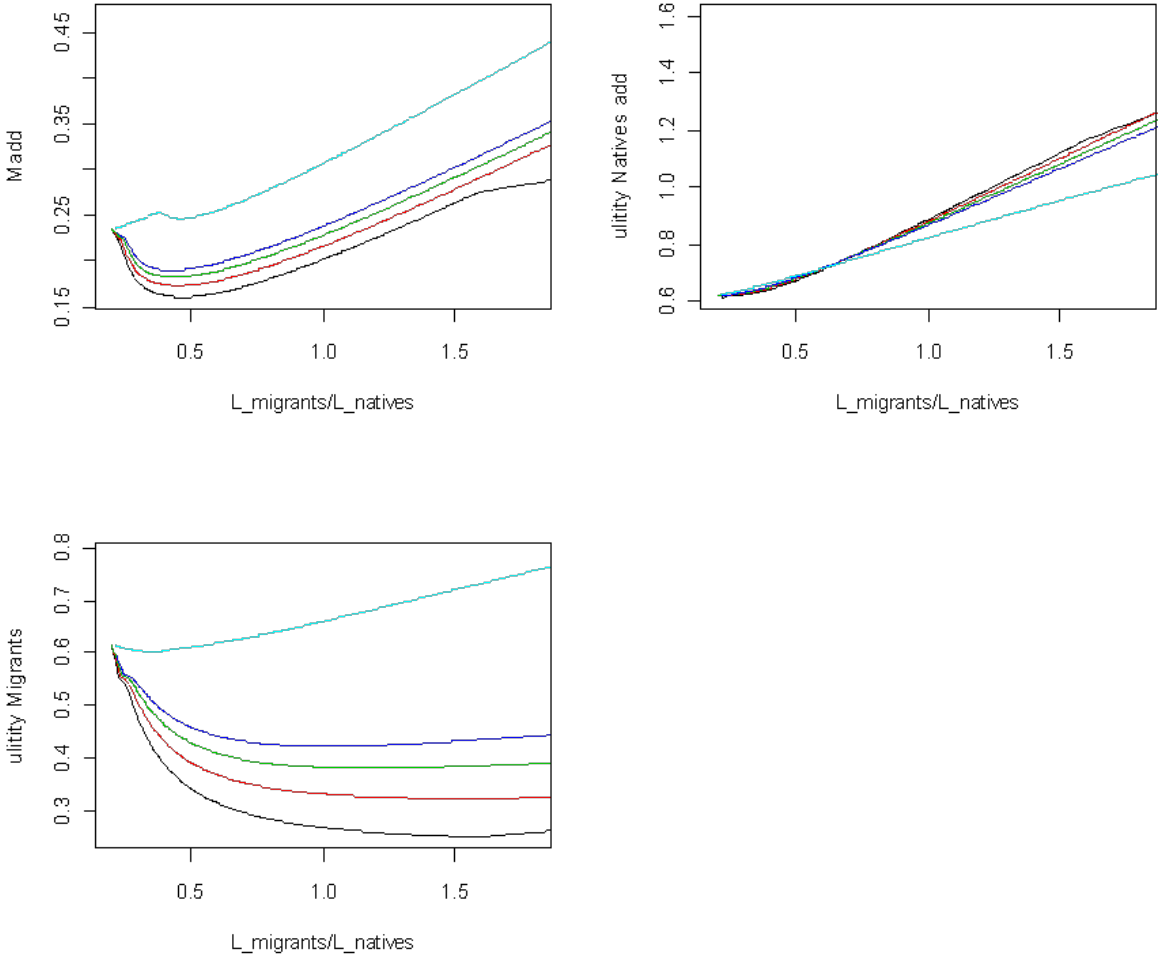 Madd
0.15 0.25 0.35 0.45
0.5 1.0 1.5
L_migrants/L_natives
ulitity Natives add
0.6 0.8 1.0 1.2 1.4 1.6
0.5 1.0 1.5
L_migrants/L_natives
ulitity Migrants
0.3 0.4 0.5 0.6 0.7 0.8
0.5 1.0 1.5
L_migrants/L_natives